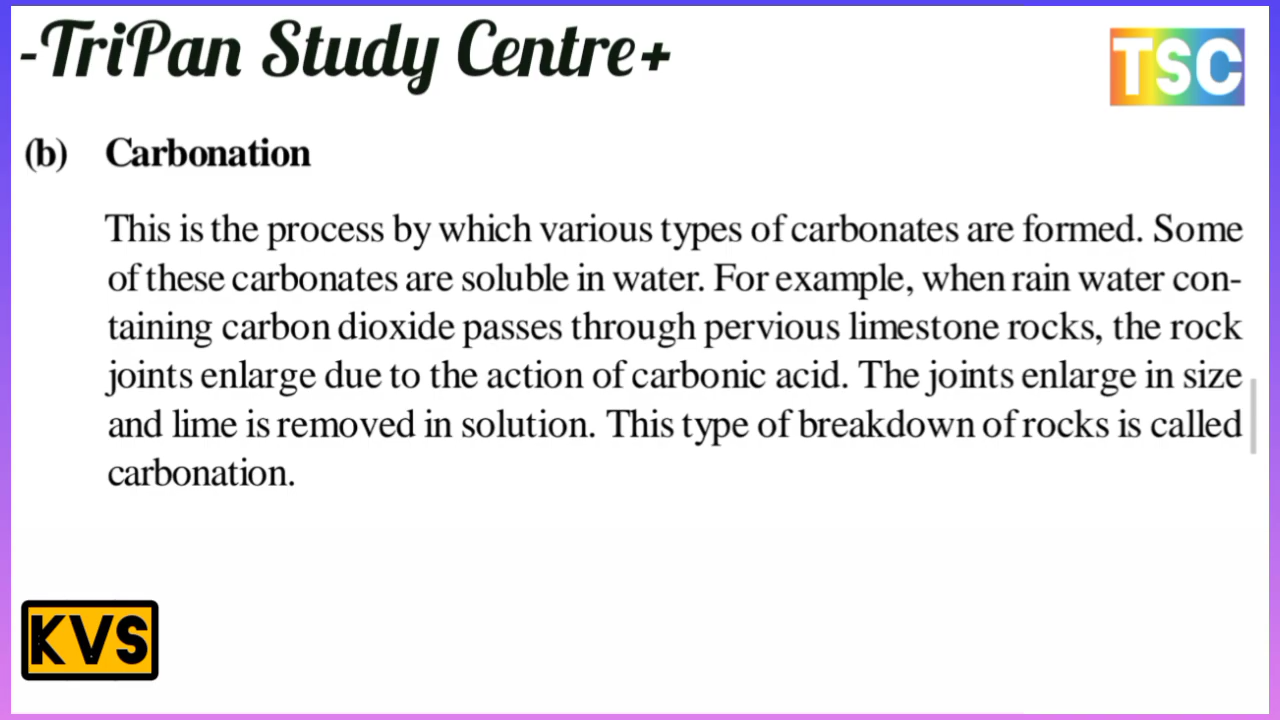 -TriPan Study Centre+
TSC
(b) Carbonation
This is the process by which various types of carbonates are formed. Some
of these carbonates are soluble in water. For example, when rain water con-
taining carbon dioxide passes through pervious limestone rocks, the rock
joints enlarge due to the action of carbonic acid. The joints enlarge in size
and lime is removed in solution. This type of breakdown of rocks is called
carbonation.
KVS